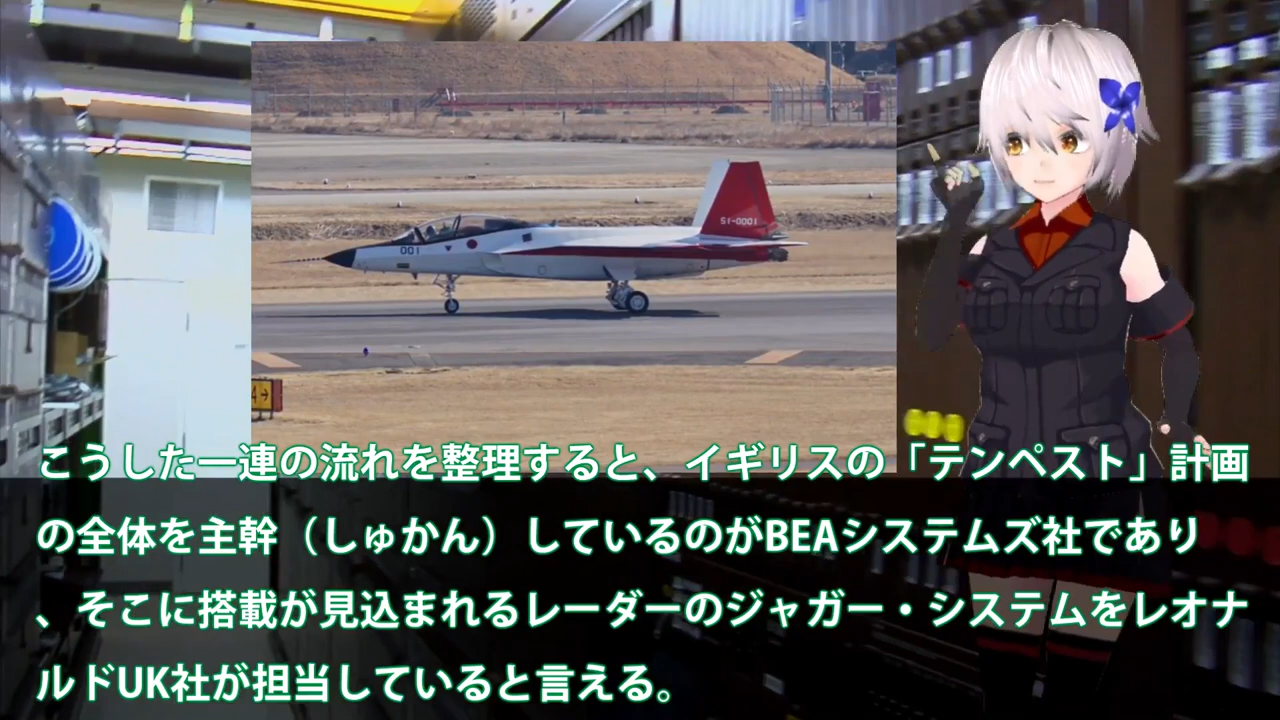 51-0001
001
4→
こうした一連の流れを整理すると、イギリスの「テンペスト」計画
の全体を主幹（しゅかん）しているのがBEAシステムズ社であり
、そこに搭載が見込まれるレーダーのジャガー・システムをレオナ
ルドUK社が担当していると言える。